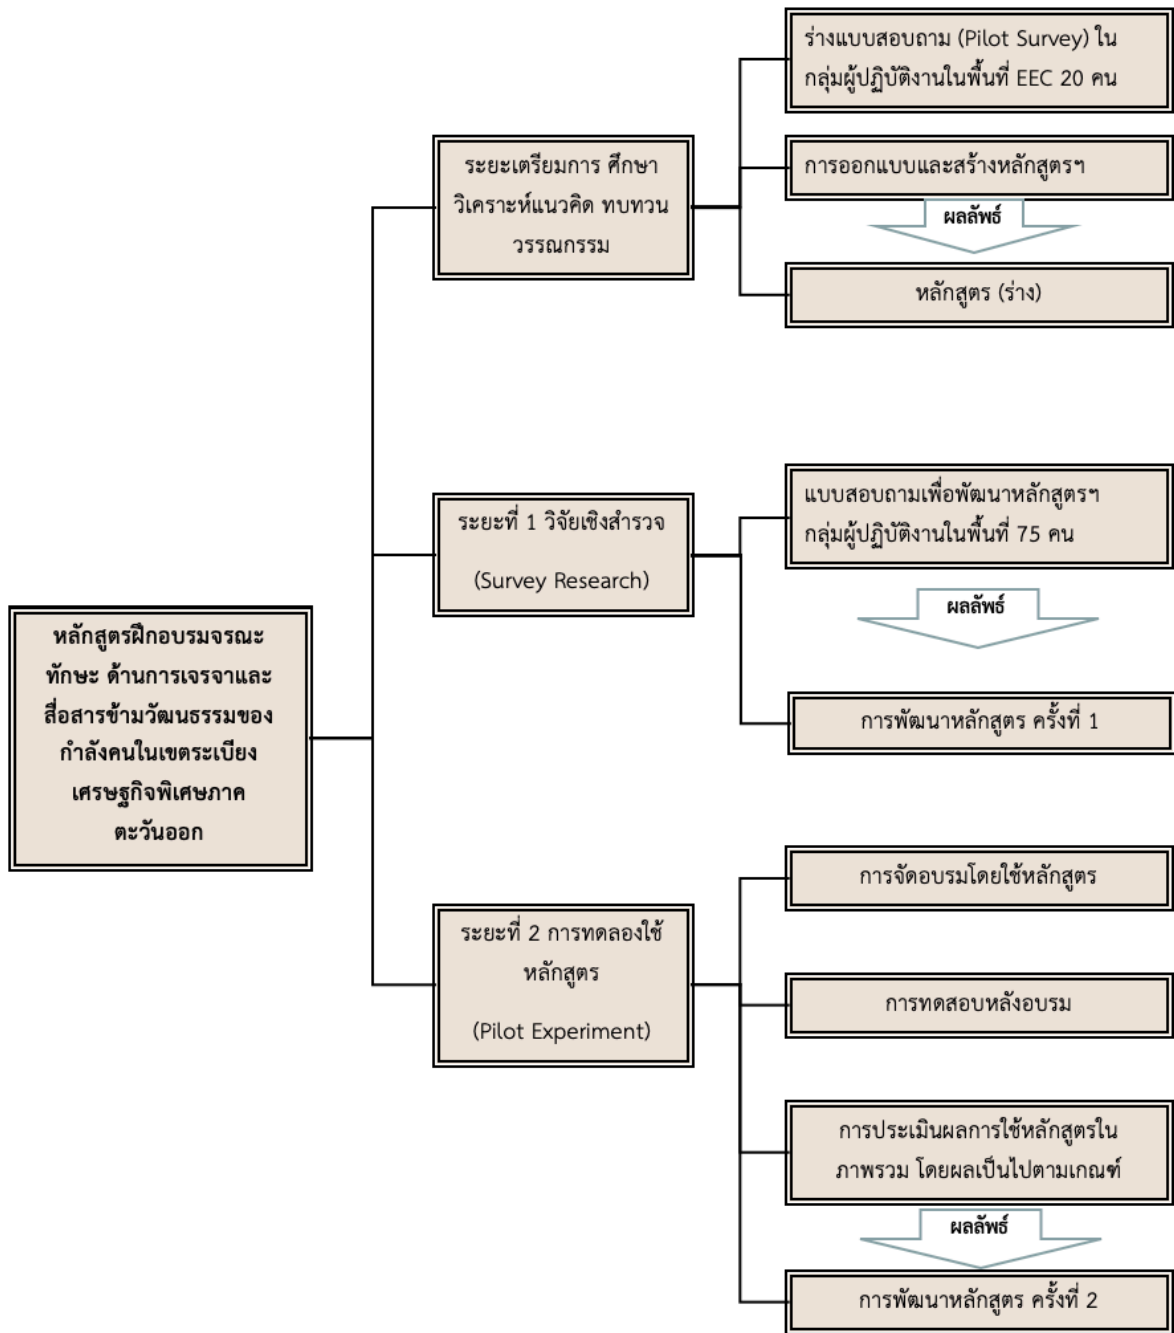 ร่างแบบสอบถาม (Pilot Survey) ใน
กลุ่มผู้ปฏิบัติงานในพื้นที่ EEC 20 คน
ระยะเตรียมการ ศึกษา
วิเคราะห์แนวคิด ทบทวน
วรรณกรรม
การออกแบบและสร้างหลักสูตรฯ
ผลลัพธ์
หลักสูตร (ร่าง)
ระยะที่ 1 วิจัยเชิงสำรวจ
(Survey Research)
แบบสอบถามเพื่อพัฒนาหลักสูตรฯ
กลุ่มผู้ปฏิบัติงานในพื้นที่ 75 คน
ผลลัพธ์
การพัฒนาหลักสูตร ครั้งที่ 1
หลักสูตรฝึกอบรมจรณะ
ทักษะ ด้านการเจรจาและ
สื่อสารข้ามวัฒนธรรมของ
กำลังคนในเขตระเบียง
เศรษฐกิจพิเศษภาค
ตะวันออก
ระยะที่ 2 การทดลองใช้
หลักสูตร
(Pilot Experiment)
การจัดอบรมโดยใช้หลักสูตร
การทดสอบหลังอบรม
การประเมินผลการใช้หลักสูตรใน
ภาพรวม โดยผลเป็นไปตามเกณฑ์
ผลลัพธ์
การพัฒนาหลักสูตร ครั้งที่ 2